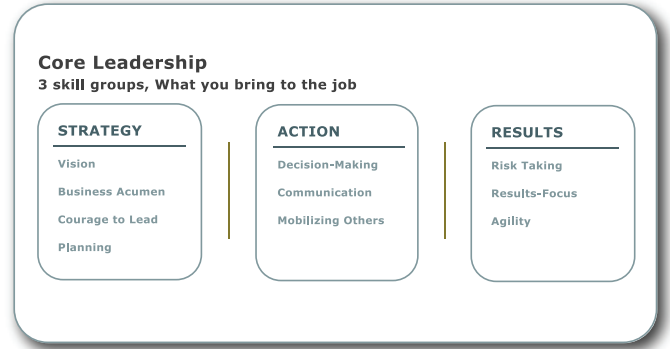 Core Leadership
3 skill groups, What you bring to the job
STRATEGY
Vision
Business Acumen
Courage to Lead
Planning
ACTION
Decision-Making
Communication
Mobilizing Others
RESULTS
Risk Taking
Results-Focus
Agility